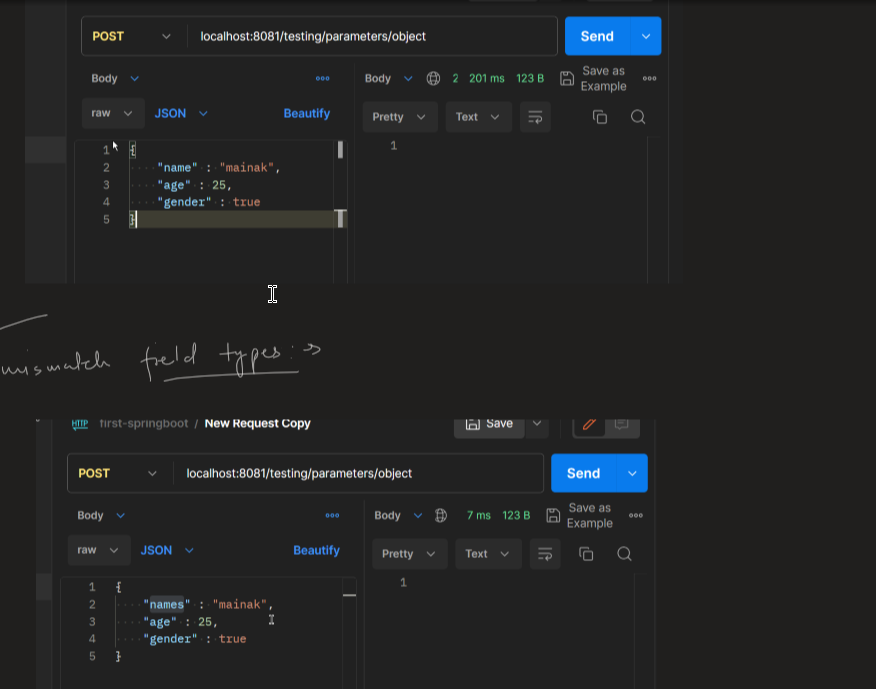 POST localhost:8081/testing/parameters/object Send
Body Body 2 201 ms 123 B Save as Example
raw JSON Beautify Pretty Text
1 {
2 "name" : "mainak",
3 "age" : 25,
4 "gender" : true
5 }
1
mismatch field types :→
HTTP first-springboot / New Request Copy Save
POST localhost:8081/testing/parameters/object Send
Body Body 7 ms 123 B Save as Example
raw JSON Beautify Pretty Text
1 {
2 "names" : "mainak",
3 "age" : 25,
4 "gender" : true
5 }
1